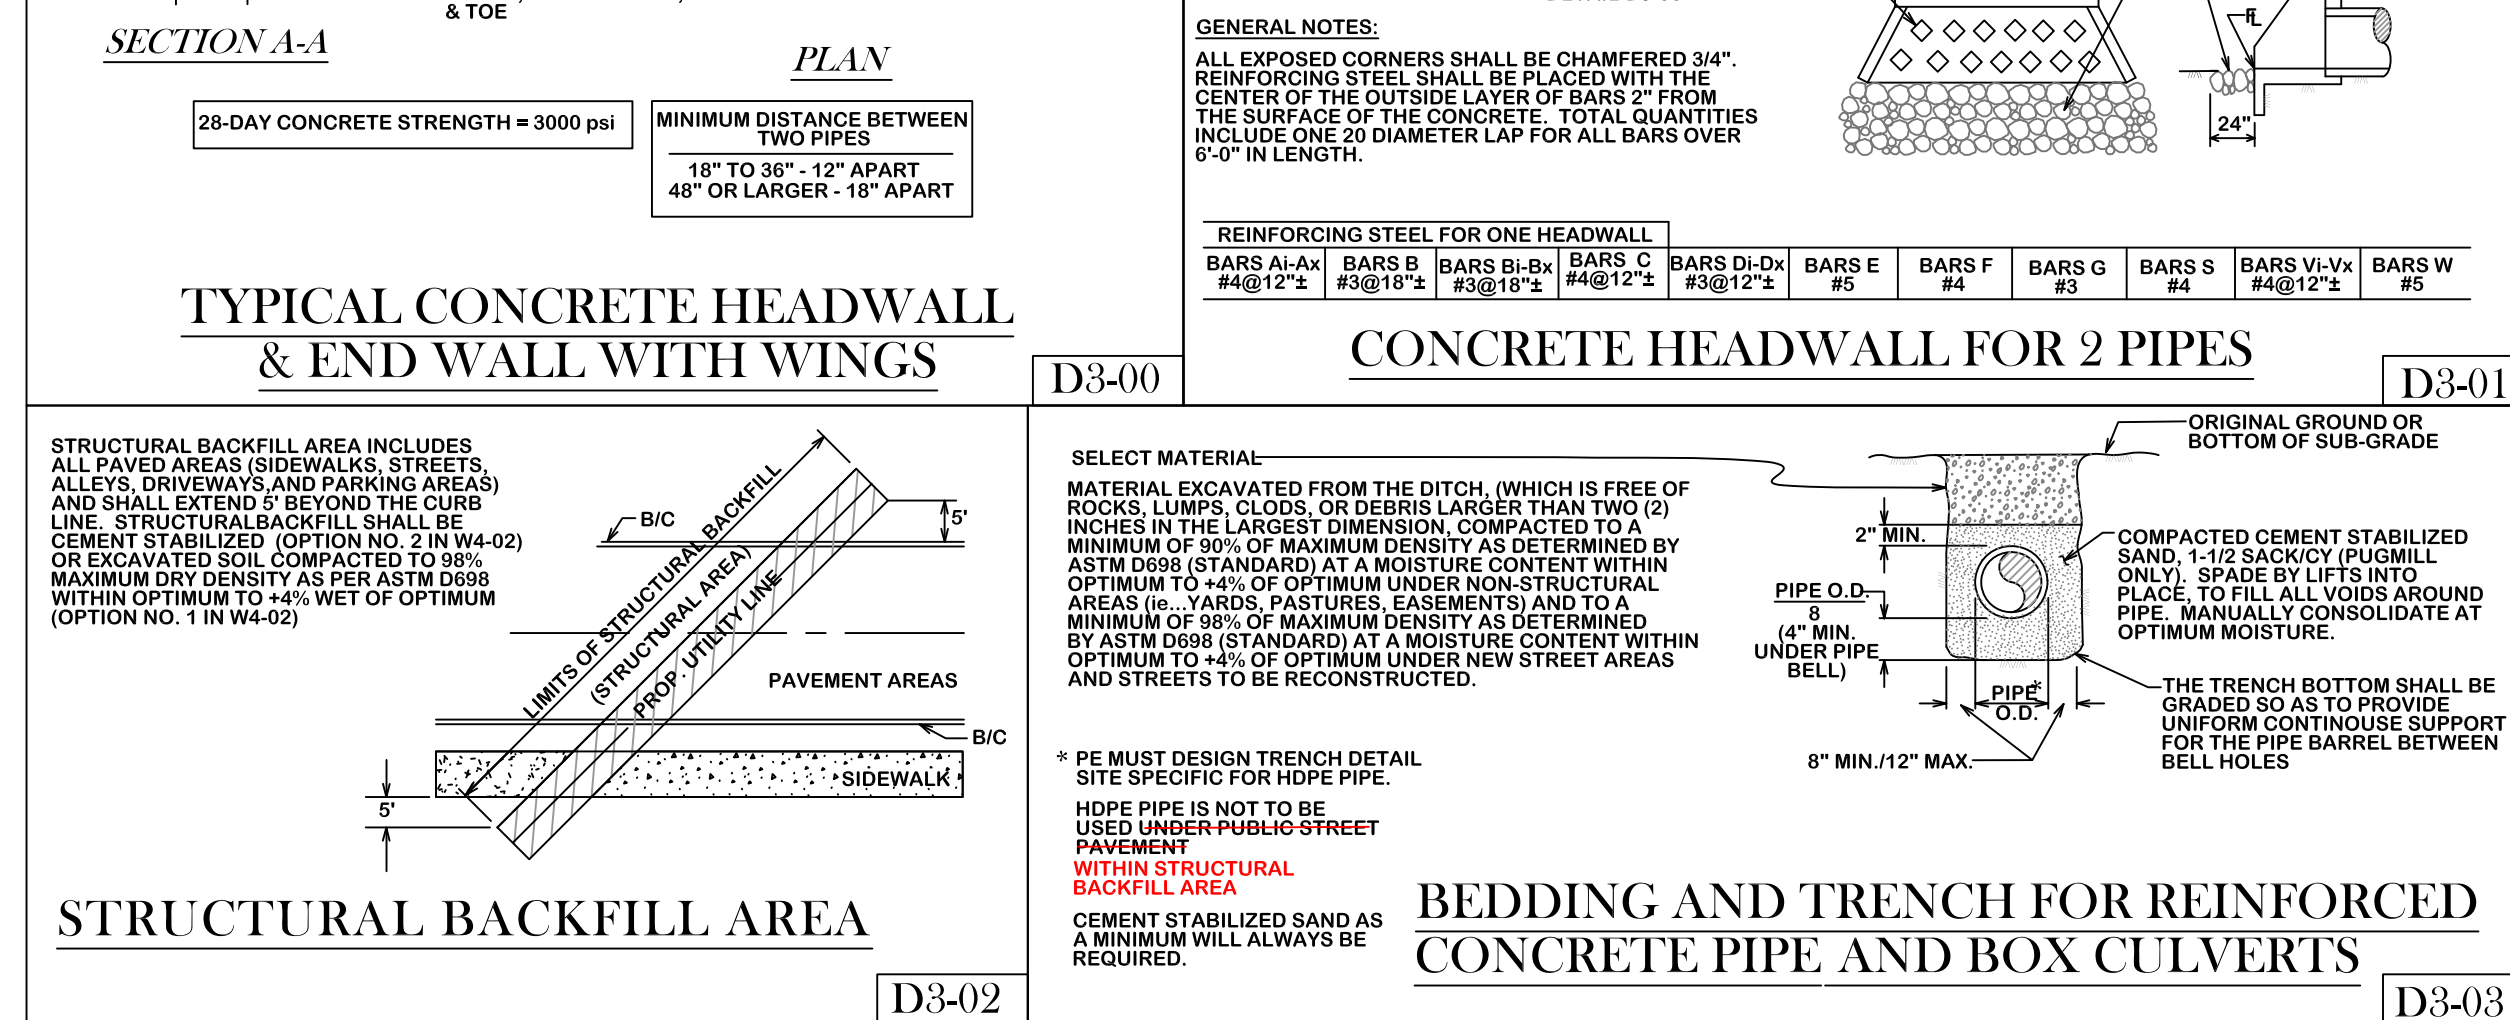 & TOE
SECTION A-A
PLAN
28-DAY CONCRETE STRENGTH = 3000 psi
MINIMUM DISTANCE BETWEEN
TWO PIPES
18" TO 36" - 12" APART
48" OR LARGER - 18" APART
TYPICAL CONCRETE HEADWALL
& END WALL WITH WINGS
D3-00
GENERAL NOTES:
ALL EXPOSED CORNERS SHALL BE CHAMFERED 3/4".
REINFORCING STEEL SHALL BE PLACED WITH THE
CENTER OF THE OUTSIDE LAYER OF BARS 2" FROM
THE SURFACE OF THE CONCRETE. TOTAL QUANTITIES
INCLUDE ONE 20 DIAMETER LAP FOR ALL BARS OVER
6'-0" IN LENGTH.
FL
24"
REINFORCING STEEL FOR ONE HEADWALL
BARS Ai-Ax
#4@12"±
BARS B
#3@18"±
BARS Bi-Bx
#3@18"±
BARS C
#4@12"±
BARS Di-Dx
#3@12"±
BARS E
#5
BARS F
#4
BARS G
#3
BARS S
#4
BARS Vi-Vx
#4@12"±
BARS W
#5
CONCRETE HEADWALL FOR 2 PIPES
D3-01
STRUCTURAL BACKFILL AREA INCLUDES
ALL PAVED AREAS (SIDEWALKS, STREETS,
ALLEYS, DRIVEWAYS,AND PARKING AREAS)
AND SHALL EXTEND 5' BEYOND THE CURB
LINE. STRUCTURALBACKFILL SHALL BE
CEMENT STABILIZED (OPTION NO. 2 IN W4-02)
OR EXCAVATED SOIL COMPACTED TO 98%
MAXIMUM DRY DENSITY AS PER ASTM D698
WITHIN OPTIMUM TO +4% WET OF OPTIMUM
(OPTION NO. 1 IN W4-02)
B/C
5'
LIMITS OF STRUCTURAL BACKFILL
(STRUCTURAL AREA)
PROP. UTILITY LINE
PAVEMENT AREAS
B/C
SIDEWALK
5'
STRUCTURAL BACKFILL AREA
D3-02
SELECT MATERIAL
MATERIAL EXCAVATED FROM THE DITCH, (WHICH IS FREE OF
ROCKS, LUMPS, CLODS, OR DEBRIS LARGER THAN TWO (2)
INCHES IN THE LARGEST DIMENSION, COMPACTED TO A
MINIMUM OF 90% OF MAXIMUM DENSITY AS DETERMINED BY
ASTM D698 (STANDARD) AT A MOISTURE CONTENT WITHIN
OPTIMUM TO +4% OF OPTIMUM UNDER NON-STRUCTURAL
AREAS (ie...YARDS, PASTURES, EASEMENTS) AND TO A
MINIMUM OF 98% OF MAXIMUM DENSITY AS DETERMINED
BY ASTM D698 (STANDARD) AT A MOISTURE CONTENT WITHIN
OPTIMUM TO +4% OF OPTIMUM UNDER NEW STREET AREAS
AND STREETS TO BE RECONSTRUCTED.
* PE MUST DESIGN TRENCH DETAIL
SITE SPECIFIC FOR HDPE PIPE.
HDPE PIPE IS NOT TO BE
USED UNDER PUBLIC STREET
PAVEMENT
WITHIN STRUCTURAL
BACKFILL AREA
CEMENT STABILIZED SAND AS
A MINIMUM WILL ALWAYS BE
REQUIRED.
ORIGINAL GROUND OR
BOTTOM OF SUB-GRADE
2" MIN.
PIPE O.D.
8
(4" MIN.
UNDER PIPE
BELL)
COMPACTED CEMENT STABILIZED
SAND, 1-1/2 SACK/CY (PUGMILL
ONLY). SPADE BY LIFTS INTO
PLACE, TO FILL ALL VOIDS AROUND
PIPE. MANUALLY CONSOLIDATE AT
OPTIMUM MOISTURE.
PIPE*
O.D.
8" MIN./12" MAX.
THE TRENCH BOTTOM SHALL BE
GRADED SO AS TO PROVIDE
UNIFORM CONTINOUSE SUPPORT
FOR THE PIPE BARREL BETWEEN
BELL HOLES
BEDDING AND TRENCH FOR REINFORCED
CONCRETE PIPE AND BOX CULVERTS
D3-03